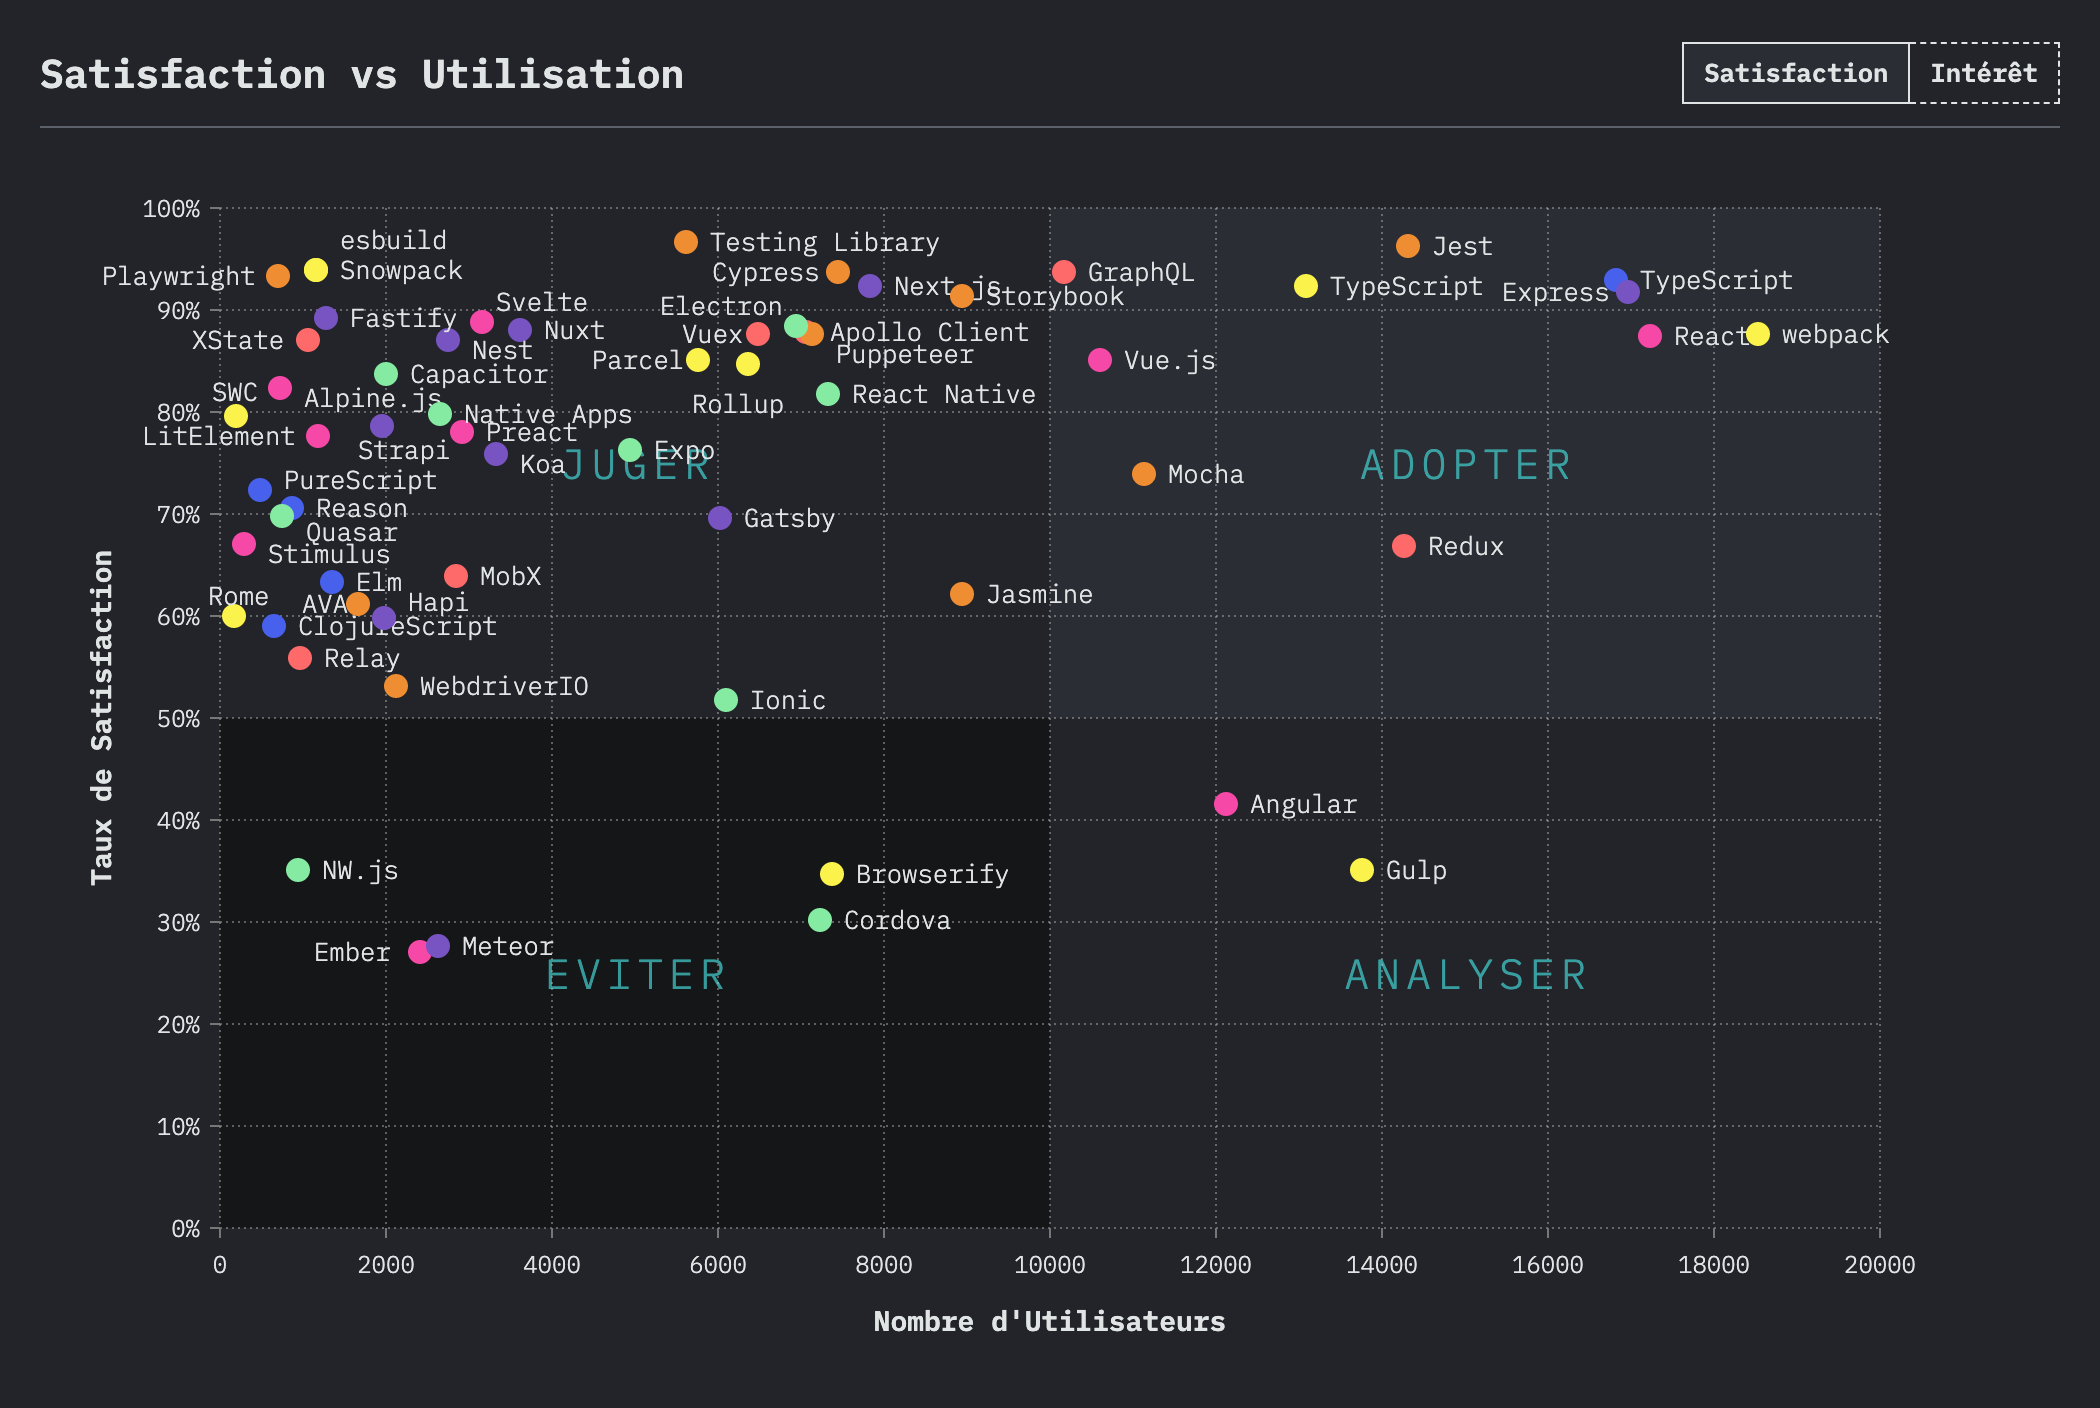 Satisfaction vs Utilisation
Satisfaction
Intérêt
100%
90%
80%
70%
60%
50%
40%
30%
20%
10%
0%
Taux de Satisfaction
esbuild
Testing Library
Jest
Playwright
Snowpack
Cypress
GraphQL
Next.js
Storybook
TypeScript
Express
TypeScript
Svelte
Electron
Fastify
Nuxt
Vuex
Apollo Client
React
webpack
XState
Nest
Parcel
Puppeteer
Vue.js
Capacitor
SWC
Alpine.js
Rollup
React Native
Native Apps
LitElement
Preact
Strapi
Koa
Expo
JUGER
ADOPTER
Mocha
PureScript
Reason
Gatsby
Quasar
Stimulus
Redux
Elm
MobX
Rome
AVA
Hapi
Jasmine
ClojureScript
Relay
WebdriverIO
Ionic
Angular
NW.js
Browserify
Gulp
Cordova
Ember
Meteor
EVITER
ANALYSER
0
2000
4000
6000
8000
10000
12000
14000
16000
18000
20000
Nombre d'Utilisateurs